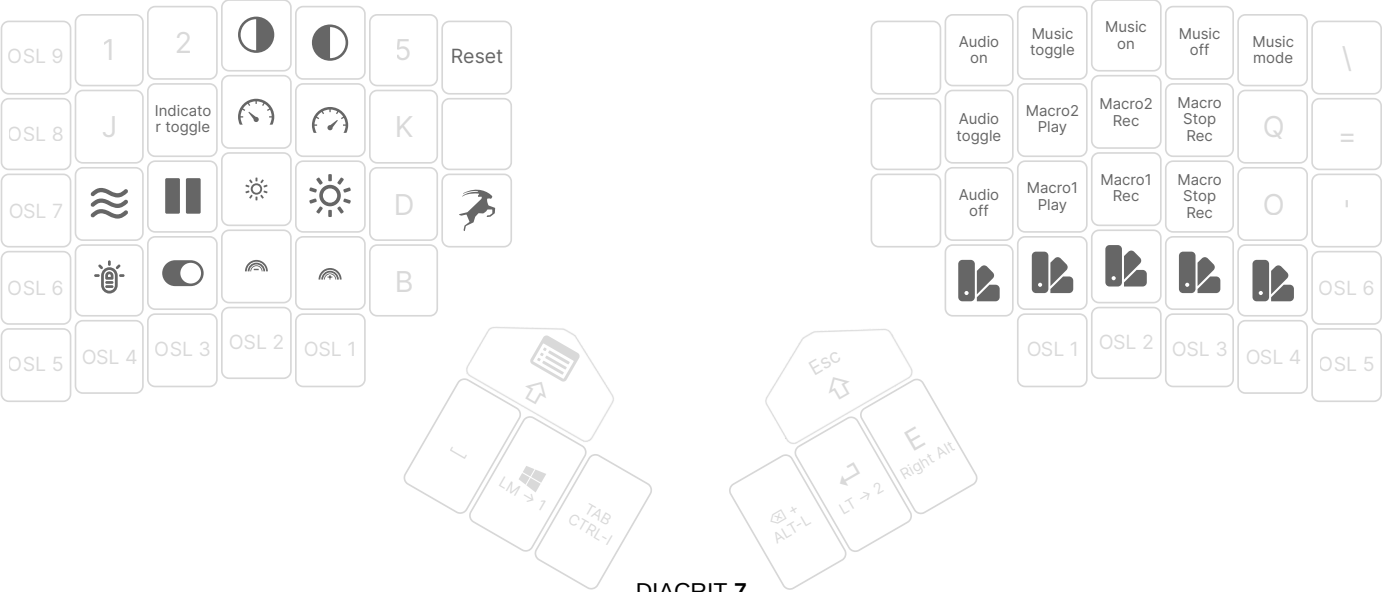 OSL 9
1
2
5
Reset
Audio
on
Music
toggle
Music
on
Music
off
Music
mode
\
OSL 8
J
Indicato
r toggle
K
Audio
toggle
Macro2
Play
Macro2
Rec
Macro
Stop
Rec
Q
=
OSL 7
D
Audio
off
Macro1
Play
Macro1
Rec
Macro
Stop
Rec
O
'
OSL 6
B
OSL 6
OSL 5
OSL 4
OSL 3
OSL 2
OSL 1
OSL 1
OSL 2
OSL 3
OSL 4
OSL 5
LM → 1
TAB
CTRL-I
Esc
E
Right Alt
LT → 2
⌫ +
ALT-L
DIACRIT 7